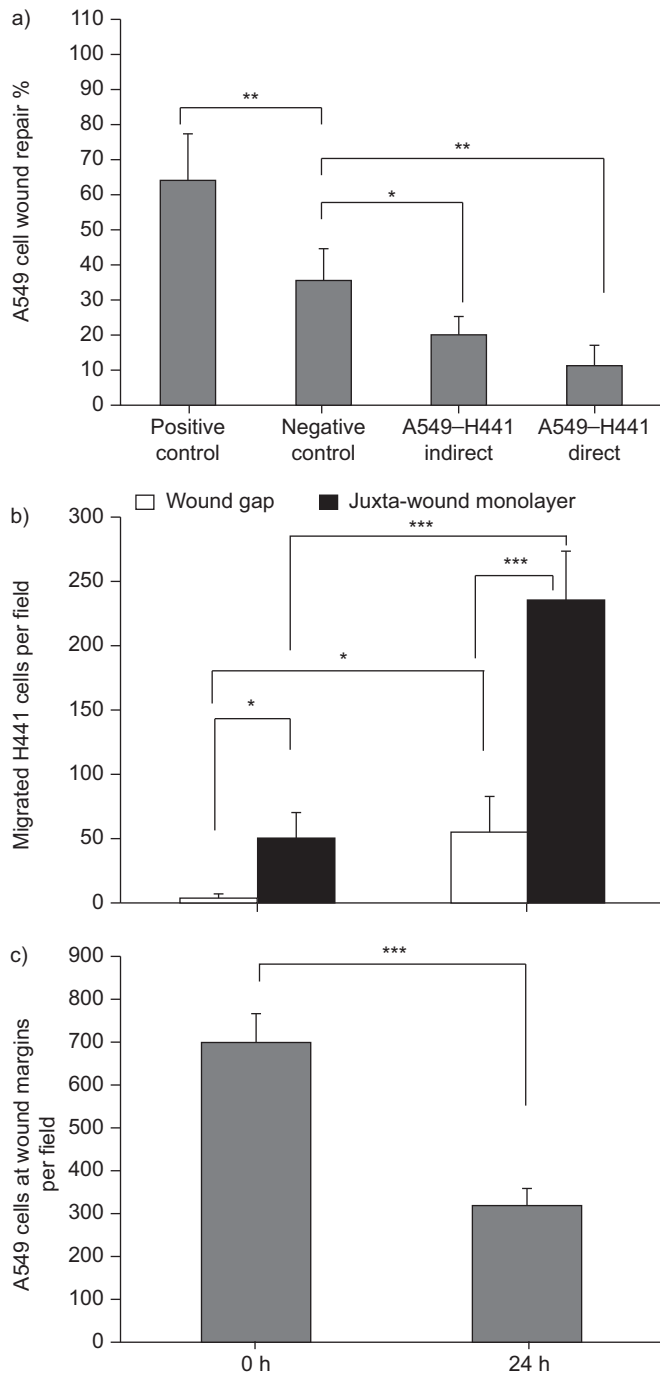 a)
A549 cell wound repair %
110
100
90
80
70
60
50
40
30
20
10
0
**
**
*
Positive
control
Negative
control
A549–H441
indirect
A549–H441
direct
b)
Wound gap
Juxta-wound monolayer
Migrated H441 cells per field
300
250
200
150
100
50
0
***
***
*
*
c)
A549 cells at wound margins
per field
900
800
700
600
500
400
300
200
100
0
***
0 h
24 h